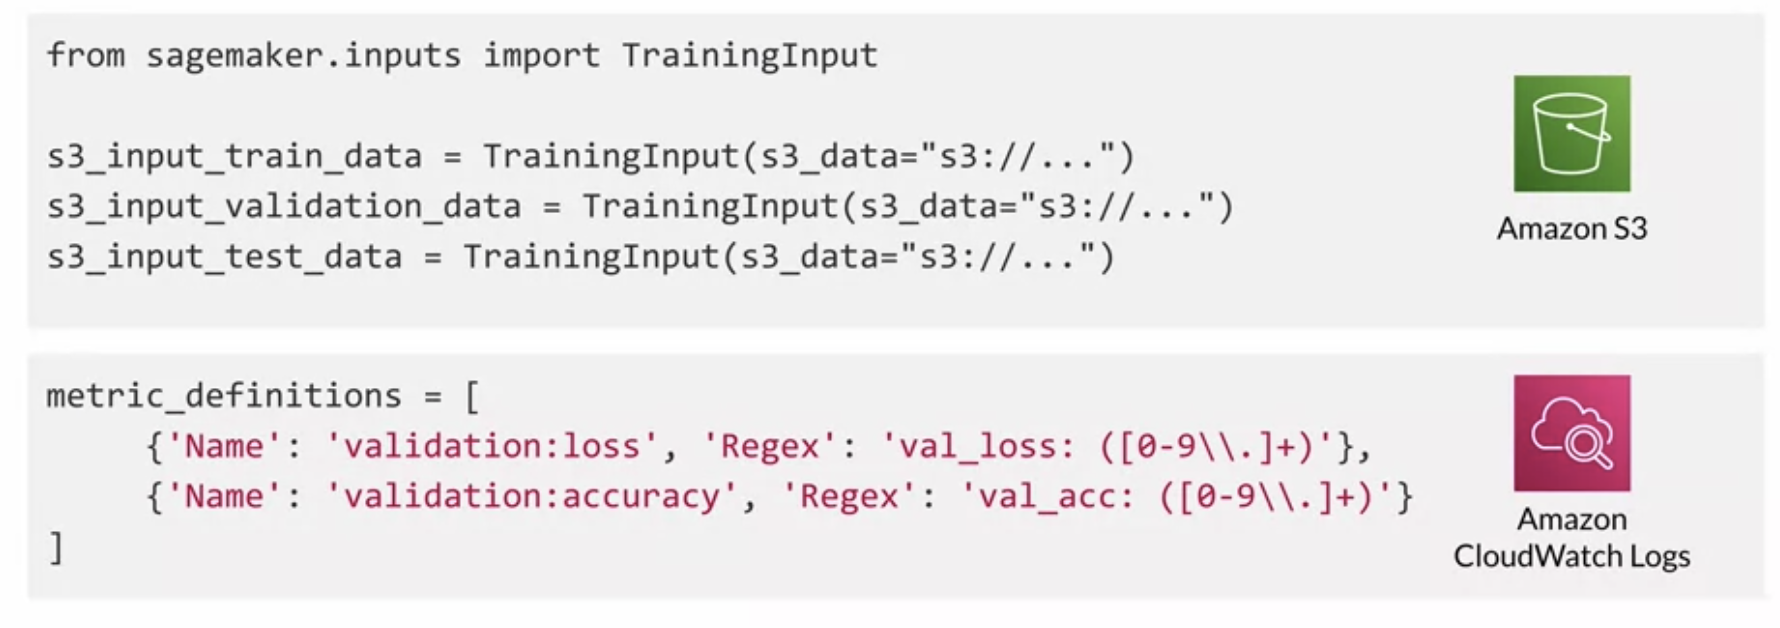 from sagemaker.inputs import TrainingInput
s3_input_train_data = TrainingInput(s3_data="s3://...")
s3_input_validation_data = TrainingInput(s3_data="s3://...")
s3_input_test_data = TrainingInput(s3_data="s3://...")
Amazon S3
metric_definitions = [
{'Name': 'validation:loss', 'Regex': 'val_loss: ([0-9\\.]+)'},
{'Name': 'validation:accuracy', 'Regex': 'val_acc: ([0-9\\.]+)'}
]
Amazon
CloudWatch Logs